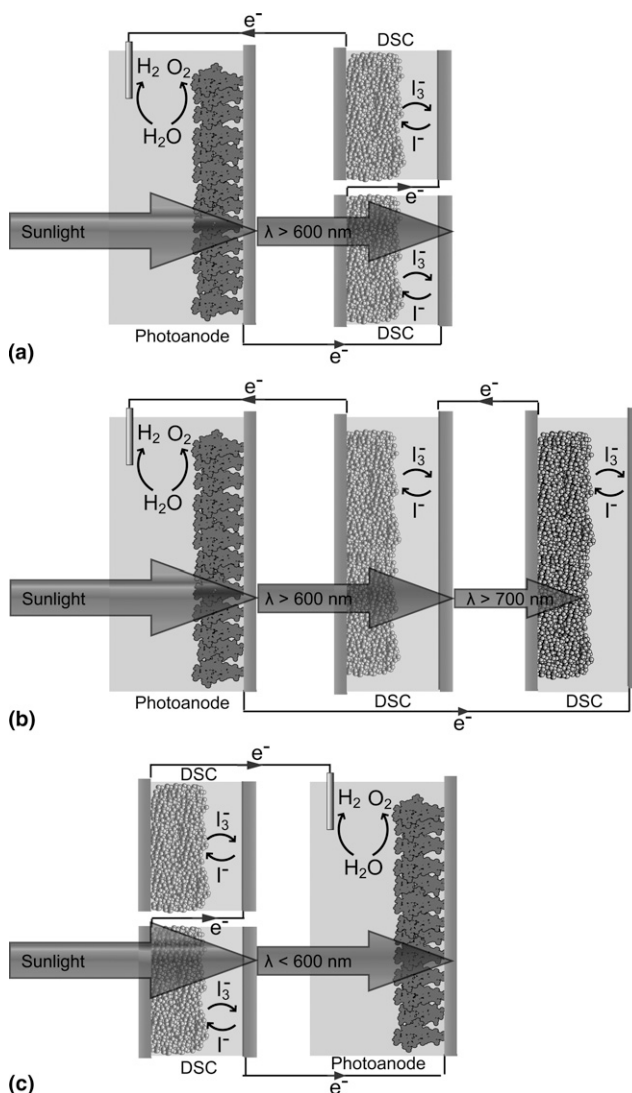 e⁻
DSC
H₂ O₂
I₃⁻
I⁻
H₂O
e⁻
Sunlight
λ > 600 nm
I₃⁻
I⁻
Photoanode
DSC
e⁻
(a)
e⁻
e⁻
H₂ O₂
I₃⁻
I₃⁻
I⁻
I⁻
H₂O
Sunlight
λ > 600 nm
λ > 700 nm
Photoanode
DSC
DSC
e⁻
(b)
e⁻
DSC
H₂ O₂
I₃⁻
I⁻
H₂O
e⁻
Sunlight
λ < 600 nm
I₃⁻
I⁻
DSC
Photoanode
e⁻
(c)